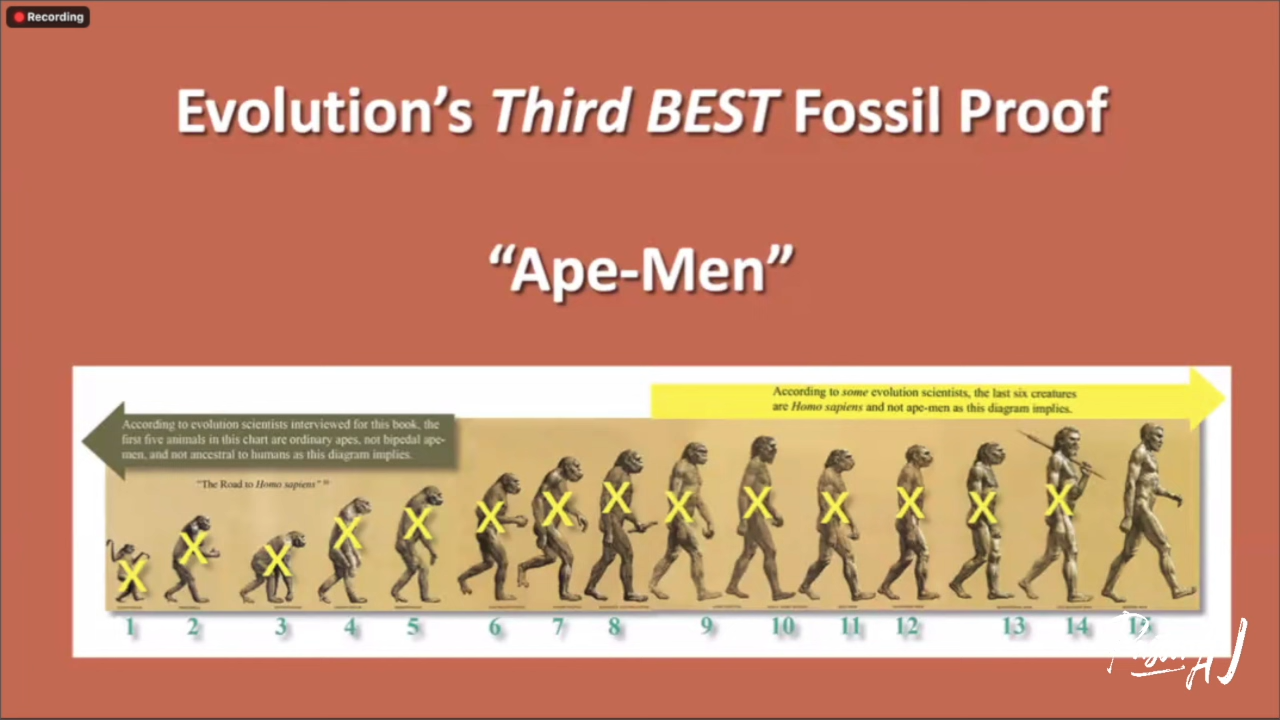 Recording
Evolution’s Third BEST Fossil Proof
“Ape-Men”
According to some evolution scientists, the last six creatures
are Homo sapiens and not ape-men as this diagram implies.
According to evolution scientists interviewed for this book, the
first five animals in this chart are ordinary apes, not bipedal ape-
men, and not ancestral to humans as this diagram implies.
"The Road to Homo sapiens"
X X X X X X X X X X X X X X
1 2 3 4 5 6 7 8 9 10 11 12 13 14 15
AJ